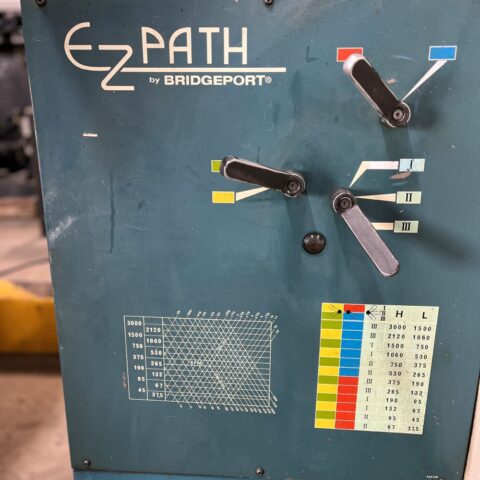 EZ PATH
by BRIDGEPORT®
I
II
III
3000
2120
1500
1060
750
530
375
265
190
132
95
67
45
37,5
I
II
III
H L
III 3000 1500
III 2120 1060
I 1500 750
I 1060 530
II 750 375
II 530 265
III 375 190
III 265 132
I 190 95
I 132 67
II 95 45
II 67 37,5